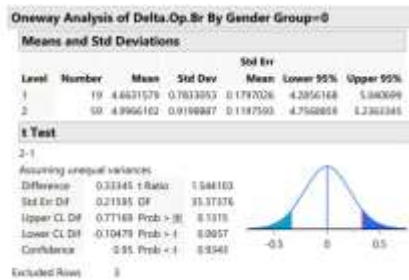 Oneway Analysis of Delta.Op.Br By Gender Group=0
Means and Std Deviations
Std Err
Level Number Mean Std Dev Mean Lower 95% Upper 95%
1 19 4.6631579 0.7833053 0.1797026 4.2856168 5.040699
2 59 4.9966102 0.9198887 0.1197593 4.7568859 5.2363345
t Test
2-1
Assuming unequal variances
Difference 0.33345 t Ratio 1.544103
Std Err Dif 0.21595 DF 35.37376
Upper CL Dif 0.77169 Prob > |t| 0.1315
Lower CL Dif -0.10479 Prob > t 0.0657
Confidence 0.95 Prob < t 0.9343
-0.5 0 0.5
Excluded Rows 3